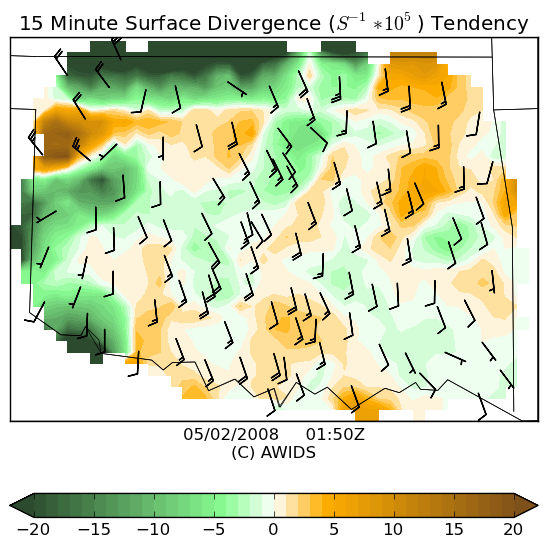 15 Minute Surface Divergence (S⁻¹ * 10⁵ ) Tendency
05/02/2008 01:50Z
(C) AWIDS
−20 −15 −10 −5 0 5 10 15 20